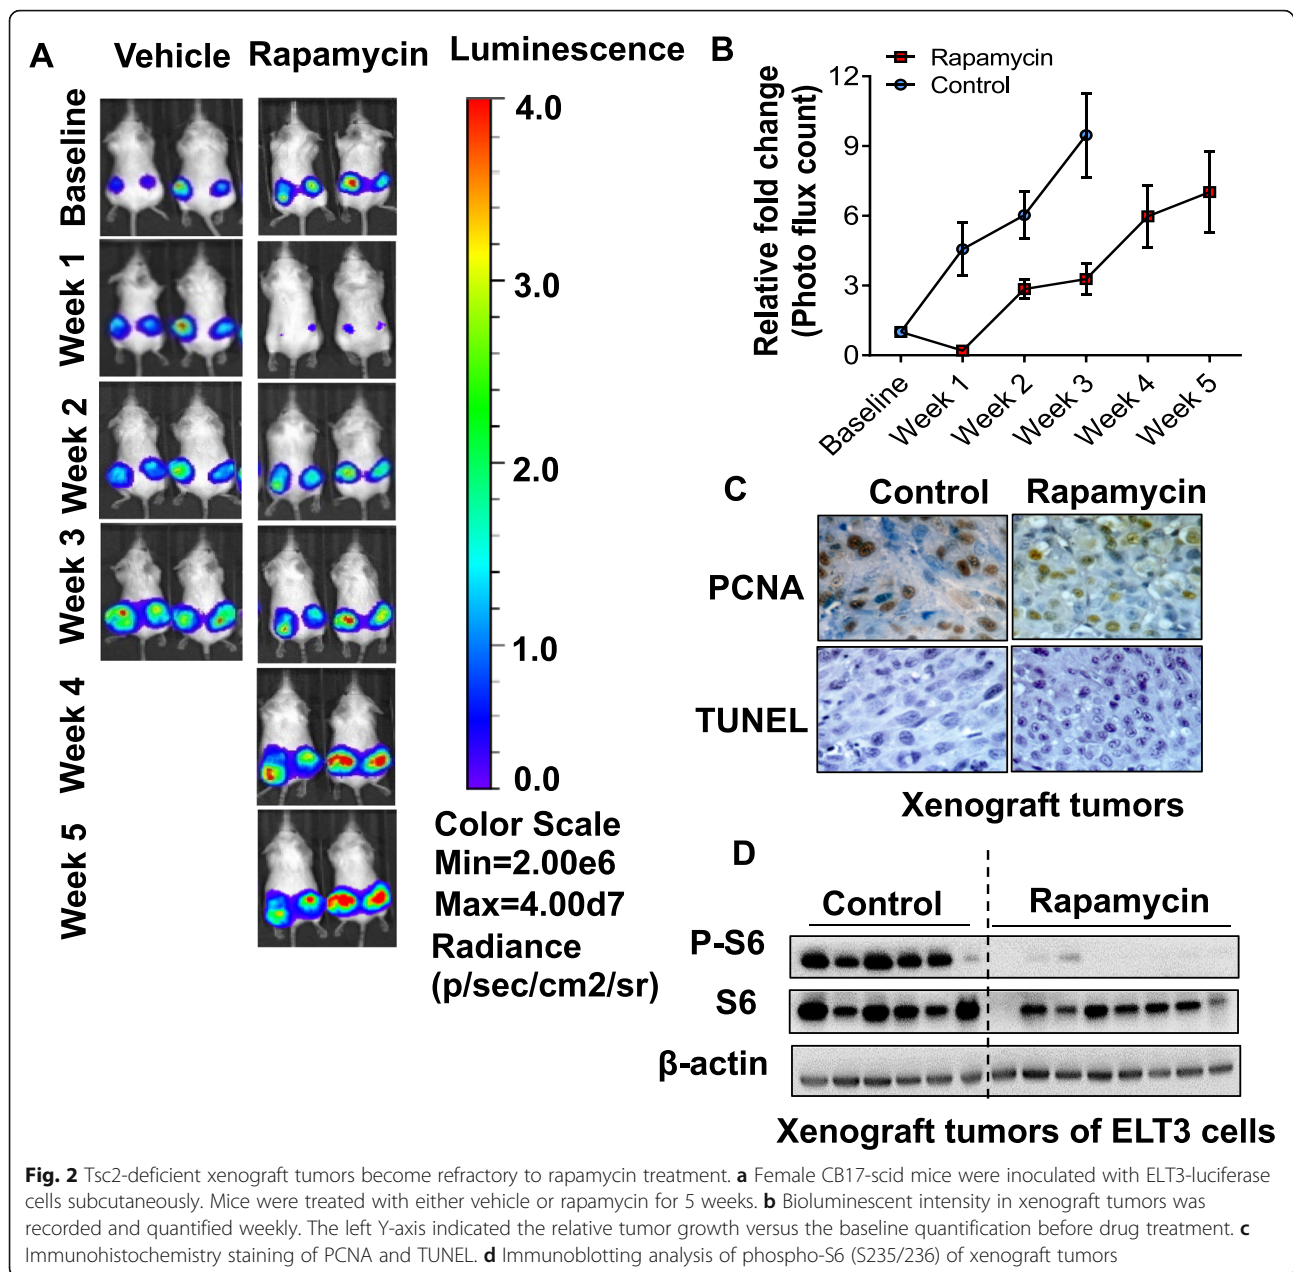 A
Vehicle Rapamycin Luminescence
Baseline
Week 1
Week 2
Week 3
Week 4
Week 5
4.0
3.0
2.0
1.0
0.0
Color Scale
Min=2.00e6
Max=4.00d7
Radiance
(p/sec/cm2/sr)
B
Rapamycin
Control
Relative fold change
(Photo flux count)
12
9
6
3
0
Baseline
Week 1
Week 2
Week 3
Week 4
Week 5
C
Control Rapamycin
PCNA
TUNEL
Xenograft tumors
D
Control Rapamycin
P-S6
S6
β-actin
Xenograft tumors of ELT3 cells
Fig. 2 Tsc2-deficient xenograft tumors become refractory to rapamycin treatment. a Female CB17-scid mice were inoculated with ELT3-luciferase
cells subcutaneously. Mice were treated with either vehicle or rapamycin for 5 weeks. b Bioluminescent intensity in xenograft tumors was
recorded and quantified weekly. The left Y-axis indicated the relative tumor growth versus the baseline quantification before drug treatment. c
Immunohistochemistry staining of PCNA and TUNEL. d Immunoblotting analysis of phospho-S6 (S235/236) of xenograft tumors